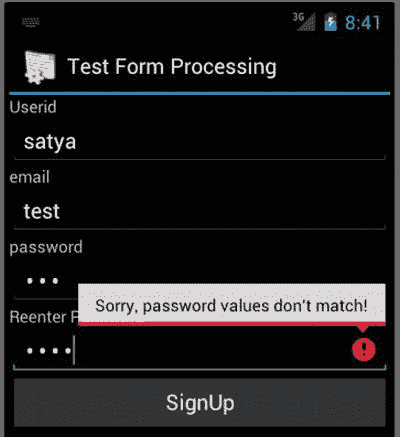 3G 8:41
Test Form Processing
Userid
satya
email
test
password
•••
Sorry, password values don't match!
Reenter P
••••
SignUp